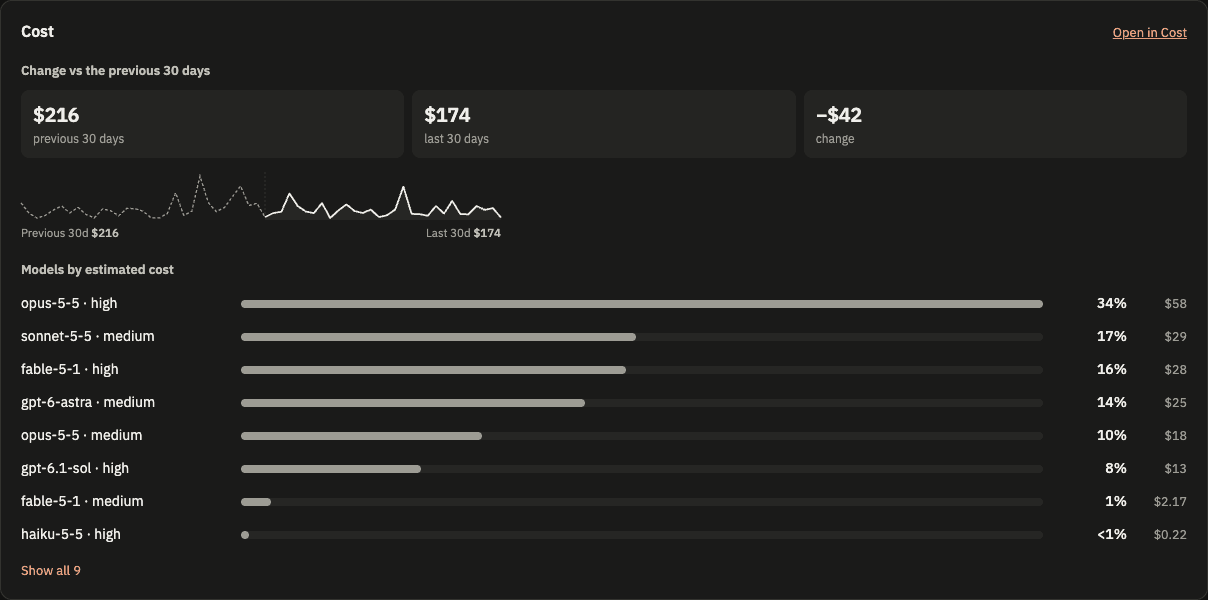 Cost
Open in Cost
Change vs the previous 30 days
$216
previous 30 days
$174
last 30 days
−$42
change
Previous 30d $216
Last 30d $174
Models by estimated cost
opus-5-5 · high 34% $58
sonnet-5-5 · medium 17% $29
fable-5-1 · high 16% $28
gpt-6-astra · medium 14% $25
opus-5-5 · medium 10% $18
gpt-6.1-sol · high 8% $13
fable-5-1 · medium 1% $2.17
haiku-5-5 · high <1% $0.22
Show all 9